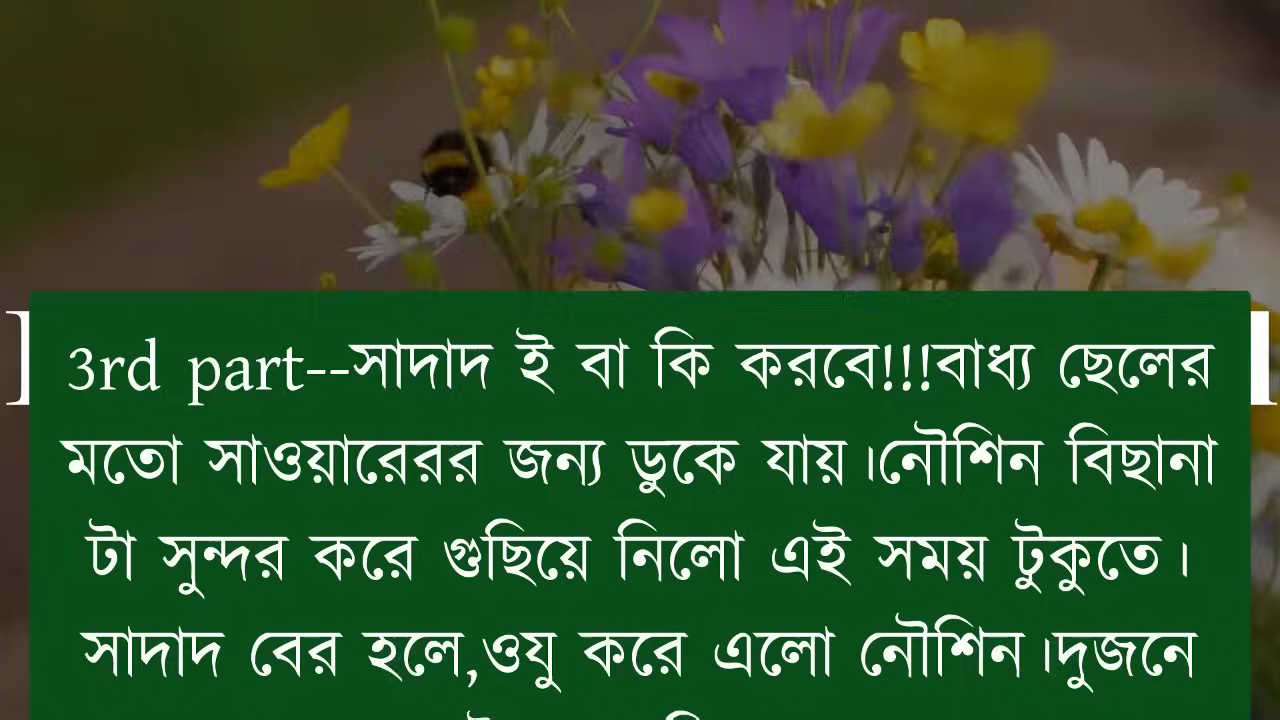 3rd part--সাদাদ ই বা কি করবে!!!বাধ্য ছেলের
মতো সাওয়ারেরর জন্য ডুকে যায়।নৌশিন বিছানা
টা সুন্দর করে গুছিয়ে নিলো এই সময় টুকুতে।
সাদাদ বের হলে,ওযু করে এলো নৌশিন।দুজনে